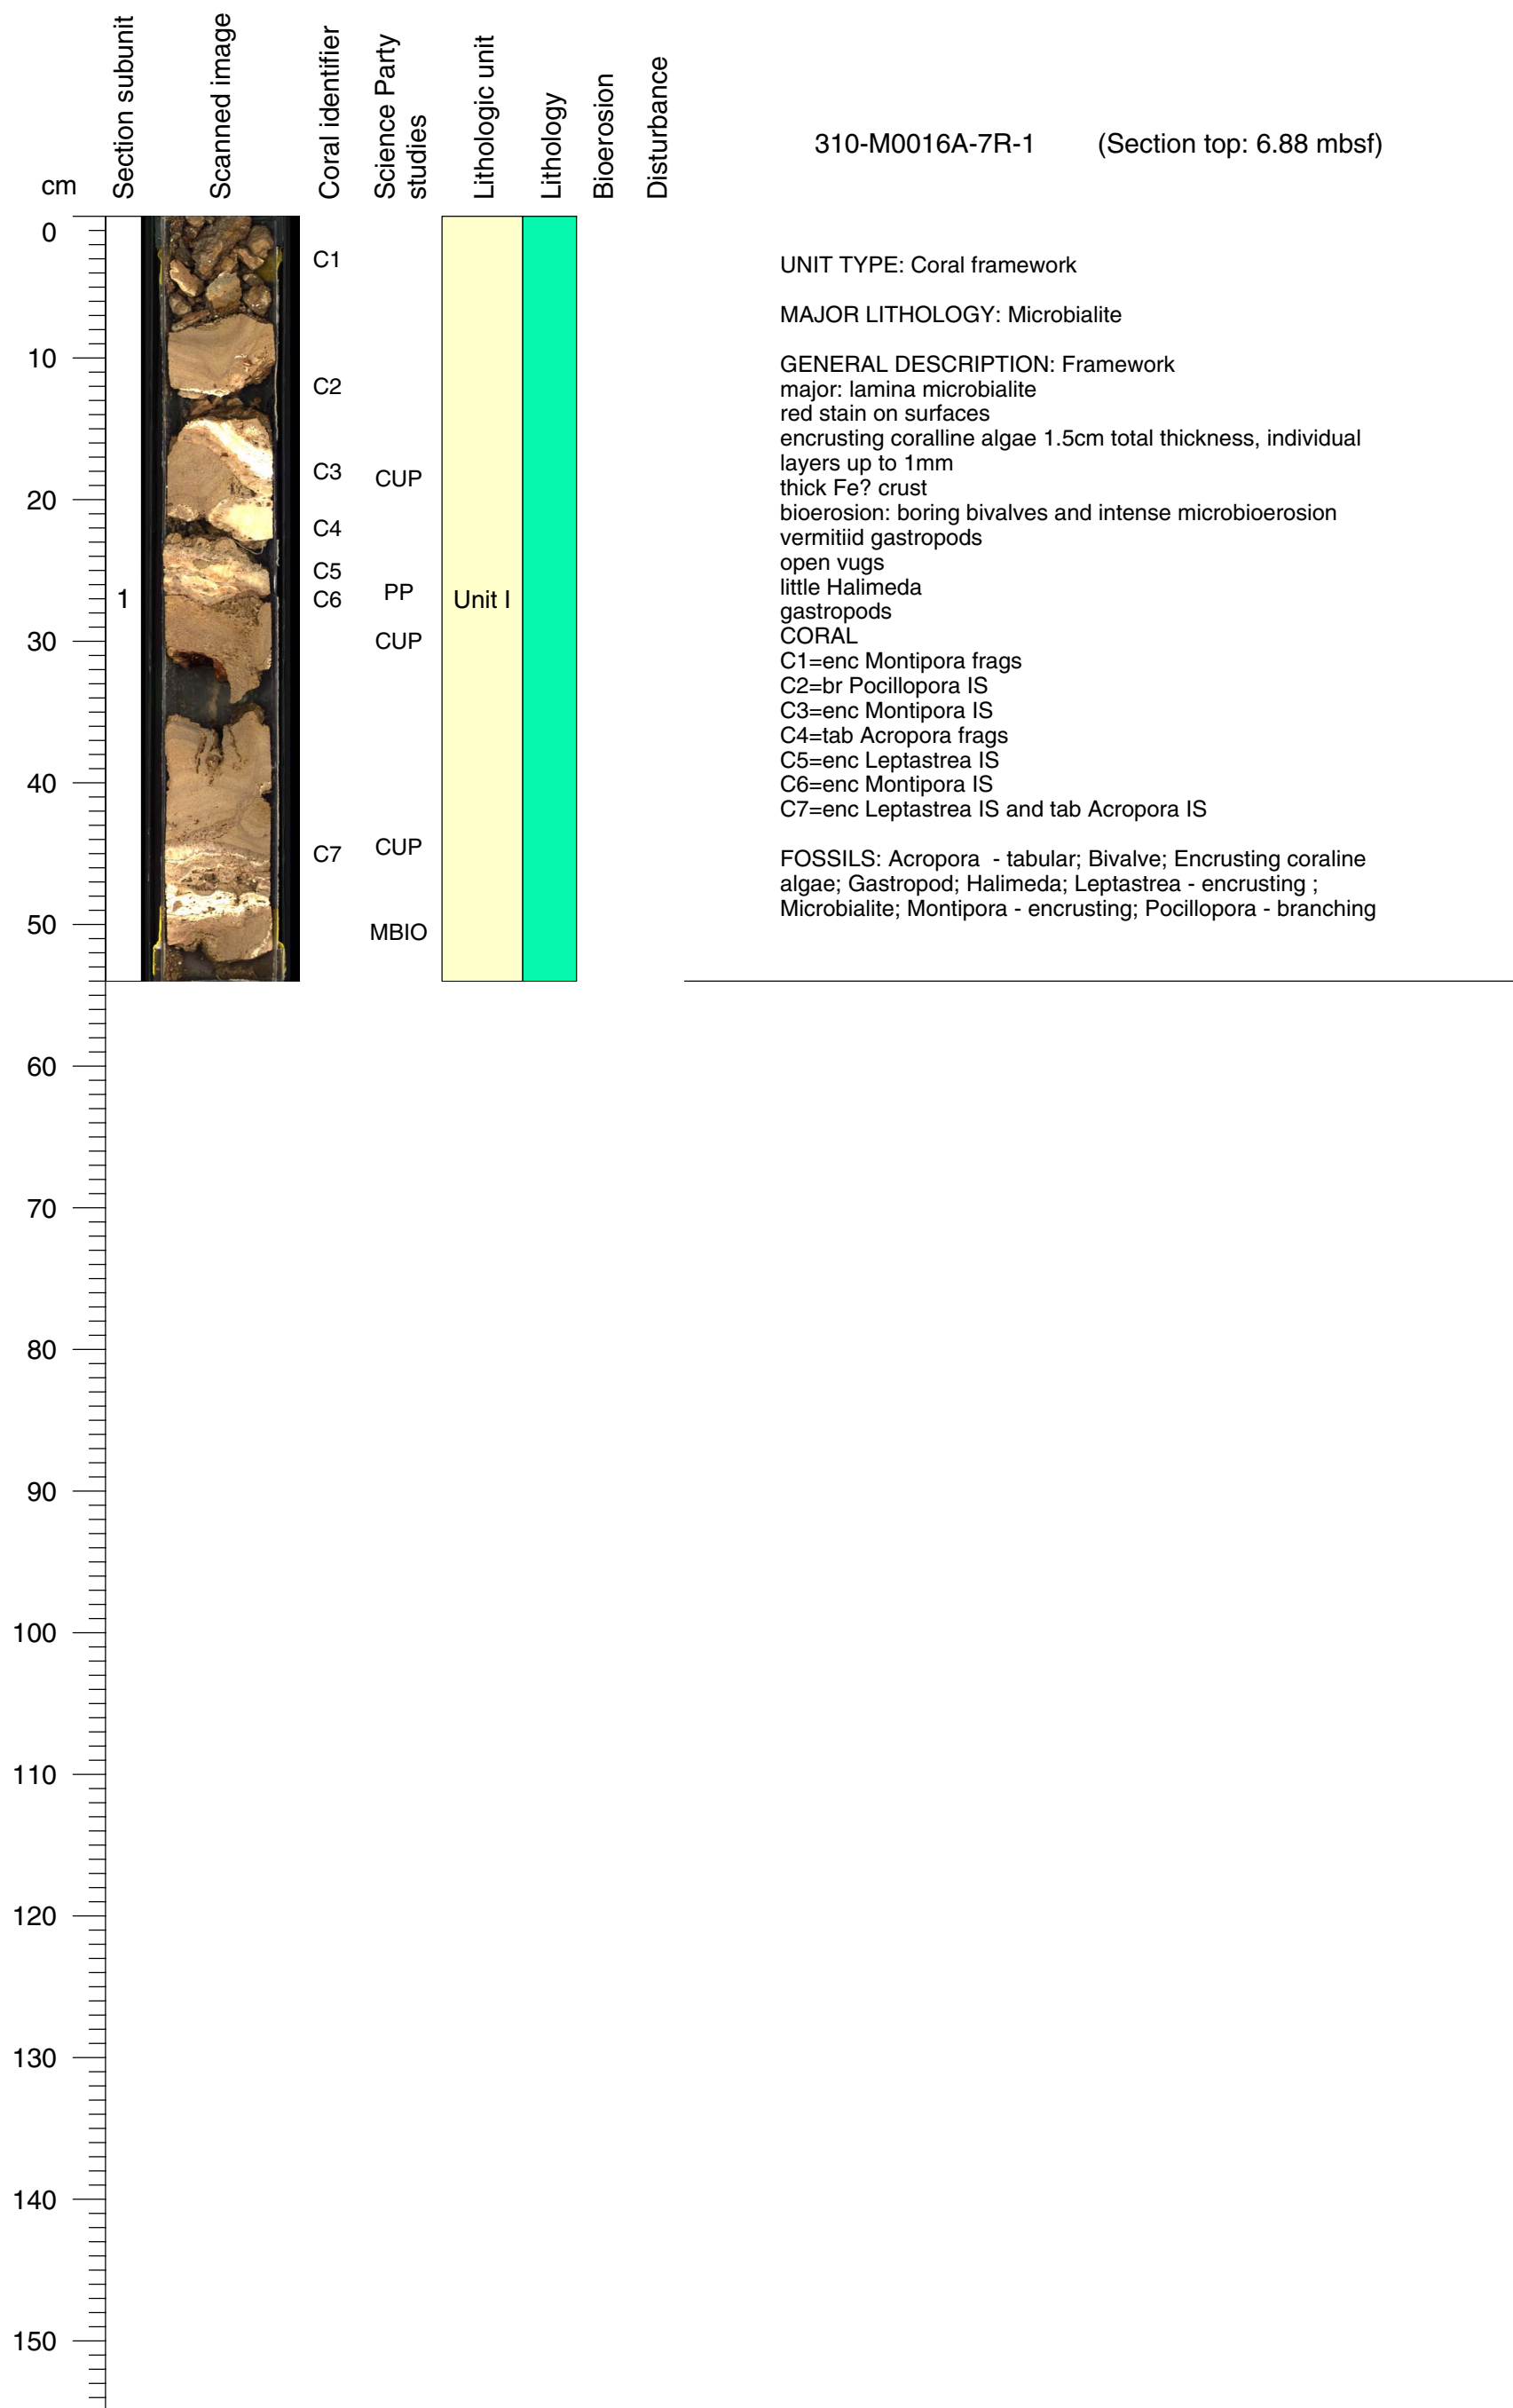 Section subunit
Scanned image
Coral identifier
Science Party
studies
Lithologic unit
Lithology
Bioerosion
Disturbance
310-M0016A-7R-1 (Section top: 6.88 mbsf)
cm
0
10
20
30
40
50
60
70
80
90
100
110
120
130
140
150
1
C1
C2
C3
C4
C5
C6
C7
CUP
PP
CUP
CUP
MBIO
Unit I
UNIT TYPE: Coral framework
MAJOR LITHOLOGY: Microbialite
GENERAL DESCRIPTION: Framework
major: lamina microbialite
red stain on surfaces
encrusting coralline algae 1.5cm total thickness, individual
layers up to 1mm
thick Fe? crust
bioerosion: boring bivalves and intense microbioerosion
vermitiid gastropods
open vugs
little Halimeda
gastropods
CORAL
C1=enc Montipora frags
C2=br Pocillopora IS
C3=enc Montipora IS
C4=tab Acropora frags
C5=enc Leptastrea IS
C6=enc Montipora IS
C7=enc Leptastrea IS and tab Acropora IS
FOSSILS: Acropora - tabular; Bivalve; Encrusting coraline
algae; Gastropod; Halimeda; Leptastrea - encrusting ;
Microbialite; Montipora - encrusting; Pocillopora - branching